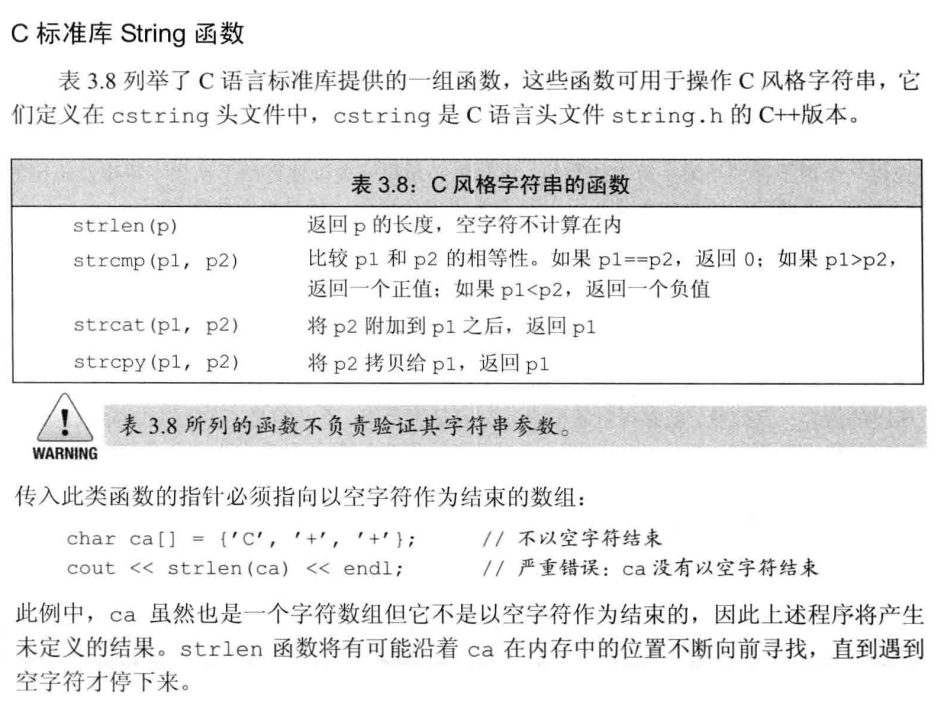 C 标准库 String 函数
表 3.8 列举了 C 语言标准库提供的一组函数，这些函数可用于操作 C 风格字符串，它
们定义在 cstring 头文件中，cstring 是 C 语言头文件 string.h 的 C++版本。
表 3.8：C 风格字符串的函数
strlen(p) 返回 p 的长度，空字符不计算在内
strcmp(p1, p2) 比较 p1 和 p2 的相等性。如果 p1==p2，返回 0；如果 p1>p2，
返回一个正值；如果 p1<p2，返回一个负值
strcat(p1, p2) 将 p2 附加到 p1 之后，返回 p1
strcpy(p1, p2) 将 p2 拷贝给 p1，返回 p1
!
WARNING
表 3.8 所列的函数不负责验证其字符串参数。
传入此类函数的指针必须指向以空字符作为结束的数组：
char ca[] = {'C', '+', '+'}; // 不以空字符结束
cout << strlen(ca) << endl; // 严重错误：ca 没有以空字符结束
此例中，ca 虽然也是一个字符数组但它不是以空字符作为结束的，因此上述程序将产生
未定义的结果。strlen 函数将有可能沿着 ca 在内存中的位置不断向前寻找，直到遇到
空字符才停下来。